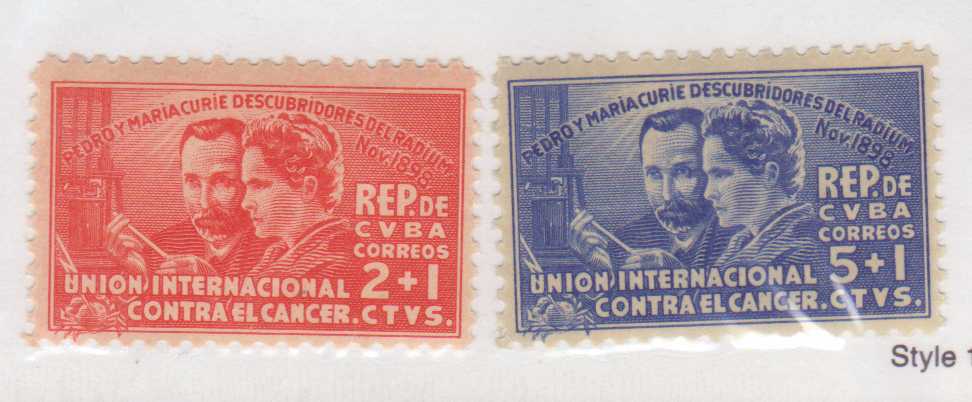 PEDRO Y MARIA CURIE DESCUBRIDORES DEL RADIUM
Nov. 1898
REP. DE
CVBA
CORREOS
UNION INTERNACIONAL 2+1
CONTRA EL CANCER. CTVS.
PEDRO Y MARIA CURIE DESCUBRIDORES DEL RADIUM
Nov. 1898
REP. DE
CVBA
CORREOS
UNION INTERNACIONAL 5+1
CONTRA EL CANCER. CTVS.
Style